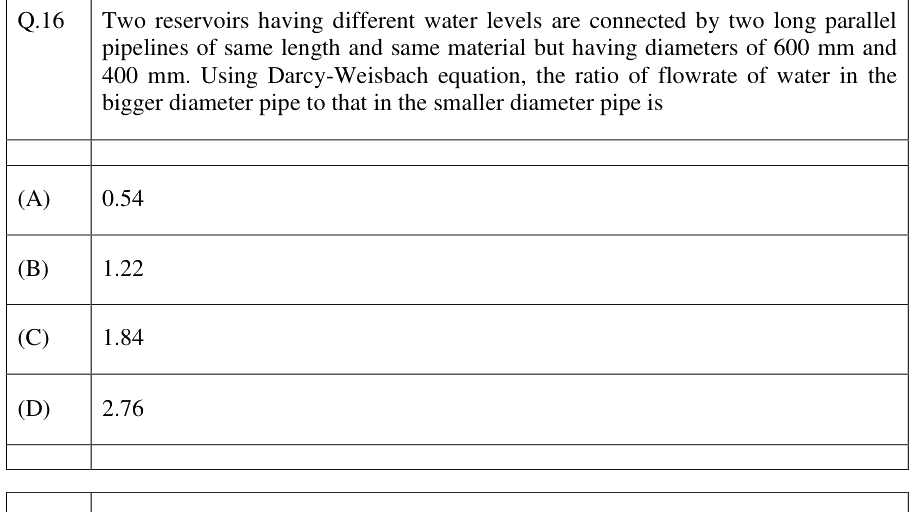 Q.16 Two reservoirs having different water levels are connected by two long parallel
pipelines of same length and same material but having diameters of 600 mm and
400 mm. Using Darcy-Weisbach equation, the ratio of flowrate of water in the
bigger diameter pipe to that in the smaller diameter pipe is
(A) 0.54
(B) 1.22
(C) 1.84
(D) 2.76